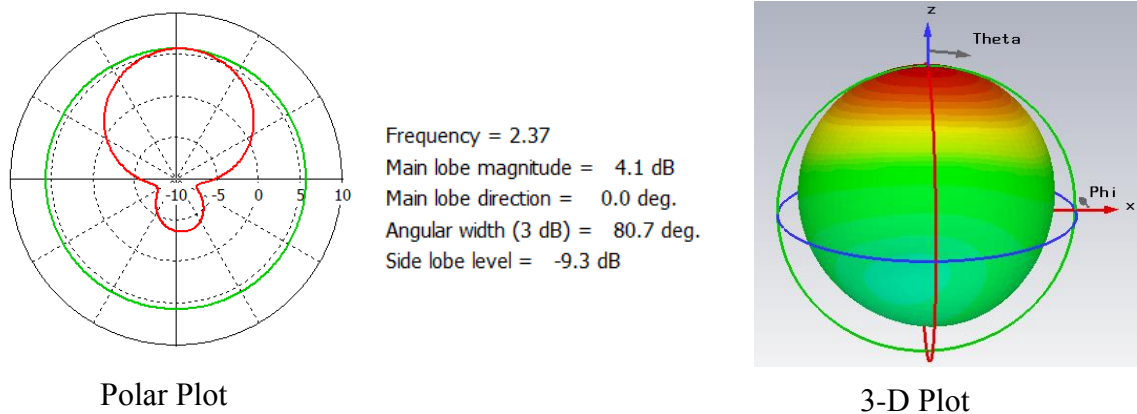 -10
-5
0
5
10
Frequency = 2.37
Main lobe magnitude = 4.1 dB
Main lobe direction = 0.0 deg.
Angular width (3 dB) = 80.7 deg.
Side lobe level = -9.3 dB
Polar Plot
z
Theta
Phi
x
3-D Plot